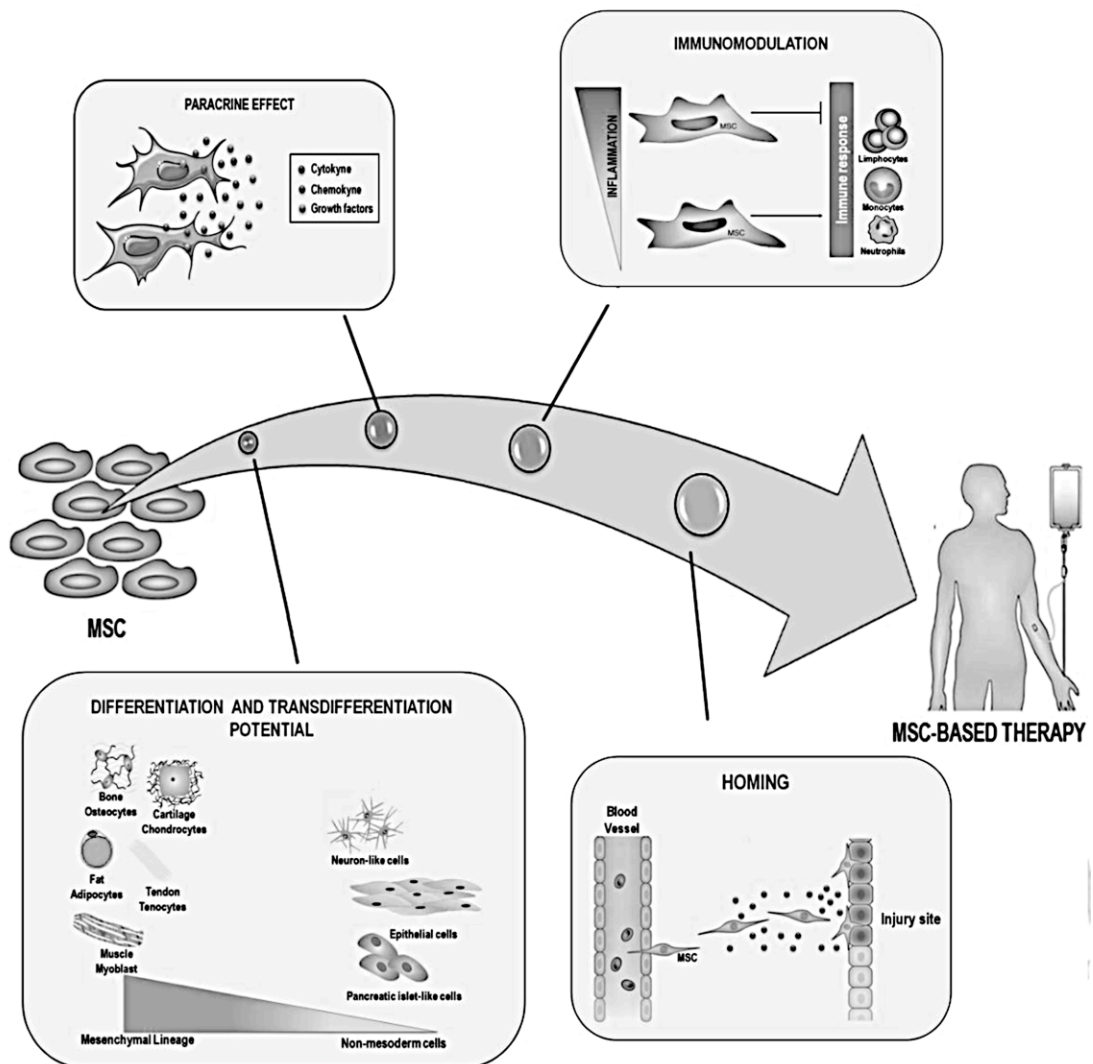 IMMUNOMODULATION
INFLAMMATION
MSC
MSC
Immune response
Limphocytes
Monocytes
Neutrophils
PARACRINE EFFECT
Cytokyne
Chemokyne
Growth factors
MSC
MSC-BASED THERAPY
DIFFERENTIATION AND TRANSDIFFERENTIATION
POTENTIAL
Bone
Osteocytes
Cartilage
Chondrocytes
Fat
Adipocytes
Tendon
Tenocytes
Muscle
Myoblast
Neuron-like cells
Epithelial cells
Pancreatic islet-like cells
Mesenchymal Lineage
Non-mesoderm cells
HOMING
Blood
Vessel
MSC
Injury site